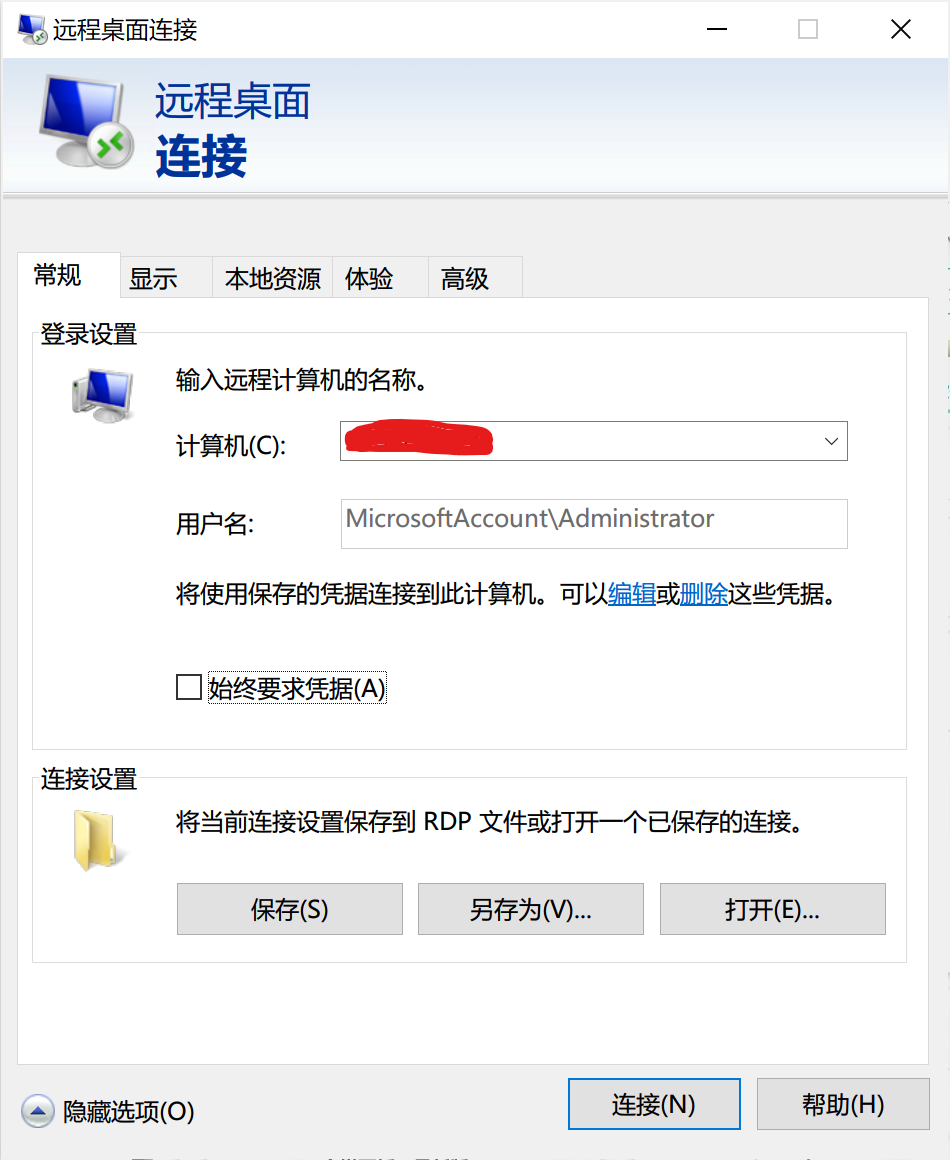 远程桌面连接
远程桌面
连接
常规 显示 本地资源 体验 高级
登录设置
输入远程计算机的名称。
计算机(C):
用户名: MicrosoftAccount\Administrator
将使用保存的凭据连接到此计算机。可以编辑或删除这些凭据。
始终要求凭据(A)
连接设置
将当前连接设置保存到 RDP 文件或打开一个已保存的连接。
保存(S) 另存为(V)... 打开(E)...
隐藏选项(O) 连接(N) 帮助(H)